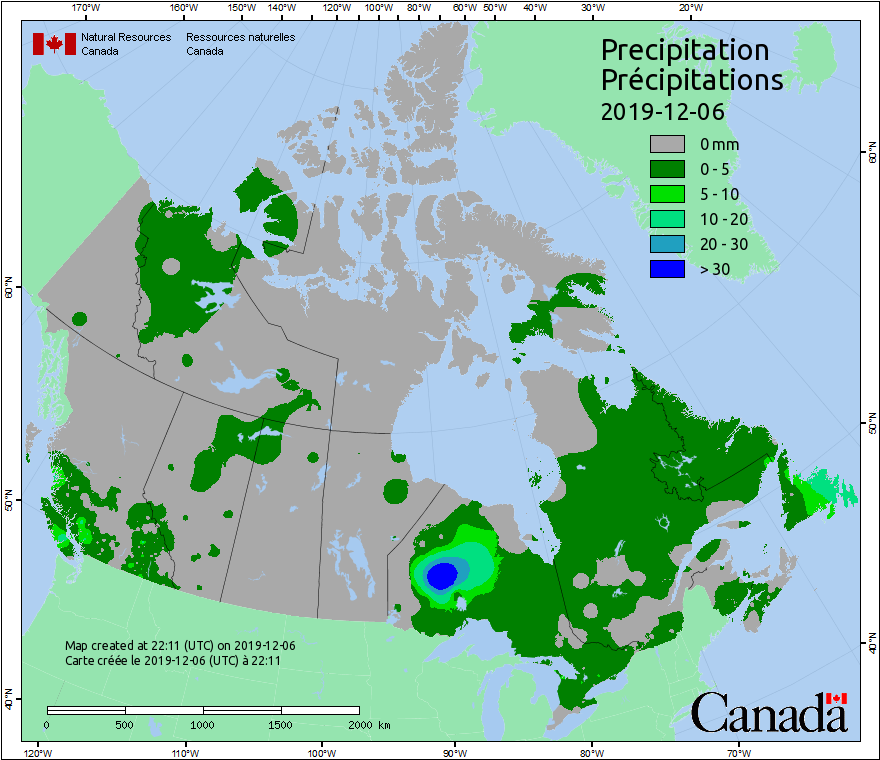 170°W 160°W 150°W 140°W 130°W 120°W 110°W 100°W 90°W 80°W 70°W 60°W 50°W 40°W 30°W 20°W
Natural Resources Canada
Ressources naturelles Canada
Precipitation
Précipitations
2019-12-06
0 mm
0 - 5
5 - 10
10 - 20
20 - 30
> 30
60°N
60°N
50°N
50°N
40°N
40°N
Map created at 22:11 (UTC) on 2019-12-06
Carte créée le 2019-12-06 (UTC) à 22:11
0 500 1000 1500 2000 km
Canada
120°W 110°W 100°W 90°W 80°W 70°W